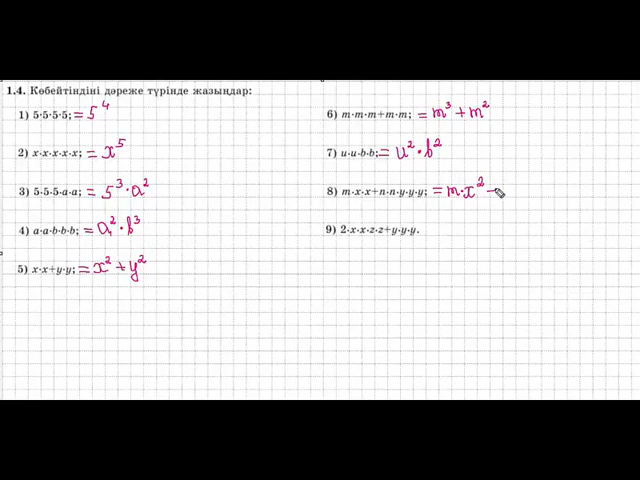 1.4. Көбейтіндіні дәреже түрінде жазыңдар:
1) 5·5·5·5; = 5⁴
2) x·x·x·x·x; = x⁵
3) 5·5·5·a·a; = 5³·a²
4) a·a·b·b·b; = a²·b³
5) x·x+y·y; = x²+y²
6) m·m·m+m·m; = m³+m²
7) u·u·b·b; = u²·b²
8) m·x·x+n·n·y·y·y; = m·x² –
9) 2·x·x·z·z+y·y·y.